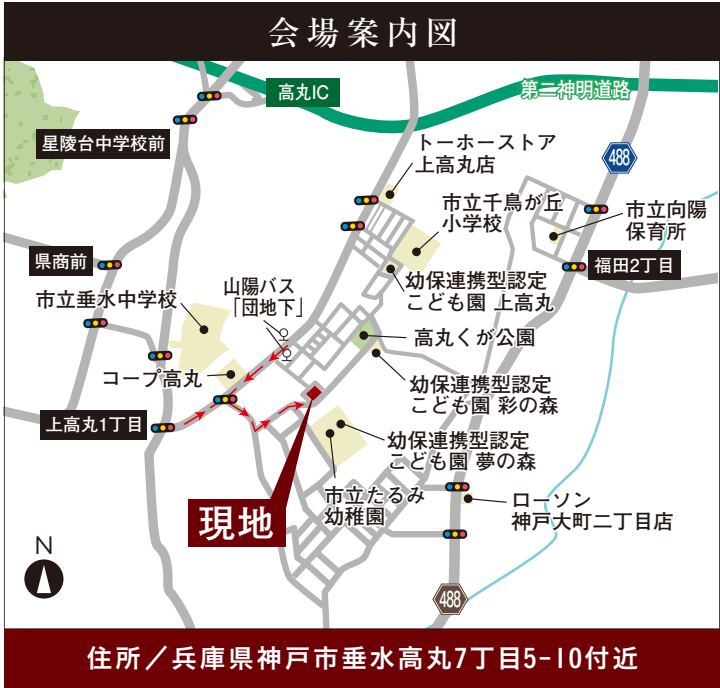 会場案内図
高丸IC
第二神明道路
星陵台中学校前
トーホーストア
上高丸店
488
市立千鳥が丘
小学校
市立向陽
保育所
県商前
福田2丁目
山陽バス
「団地下」
幼保連携型認定
こども園 上高丸
市立垂水中学校
高丸くが公園
コープ高丸
幼保連携型認定
こども園 彩の森
上高丸1丁目
幼保連携型認定
こども園 夢の森
市立たるみ
幼稚園
ローソン
神戸大町二丁目店
現地
N
488
住所/兵庫県神戸市垂水高丸7丁目5-10付近